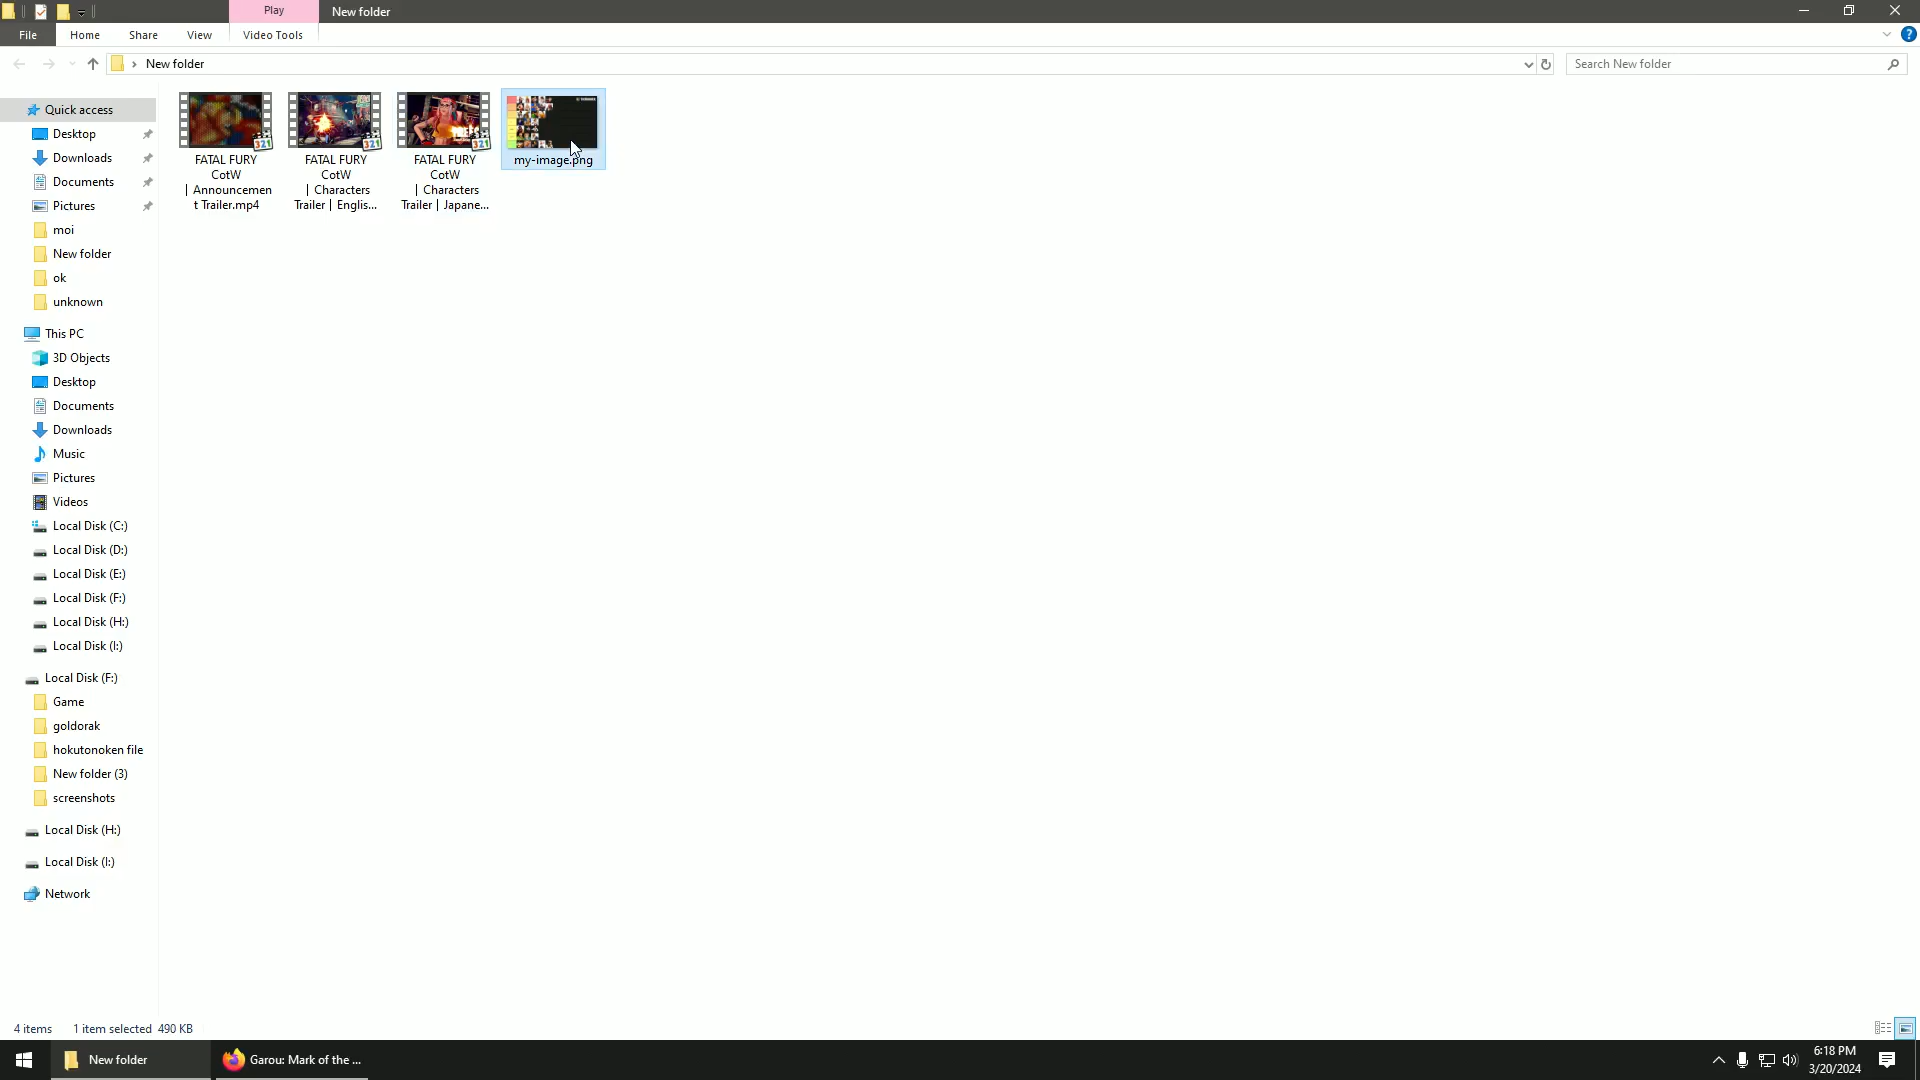 Play
New folder
File
Home
Share
View
Video Tools
New folder
Search New folder
Quick access
Desktop
Downloads
Documents
Pictures
moi
New folder
ok
unknown
This PC
3D Objects
Desktop
Documents
Downloads
Music
Pictures
Videos
Local Disk (C:)
Local Disk (D:)
Local Disk (E:)
Local Disk (F:)
Local Disk (H:)
Local Disk (I:)
Local Disk (F:)
Game
goldorak
hokutonoken file
New folder (3)
screenshots
Local Disk (H:)
Local Disk (I:)
Network
FATAL FURY
CotW
| Announcemen
t Trailer.mp4
FATAL FURY
CotW
| Characters
Trailer | Englis...
FATAL FURY
CotW
| Characters
Trailer | Japane...
my-image.png
4 items
1 item selected 490 KB
New folder
Garou: Mark of the ...
6:18 PM
3/20/2024